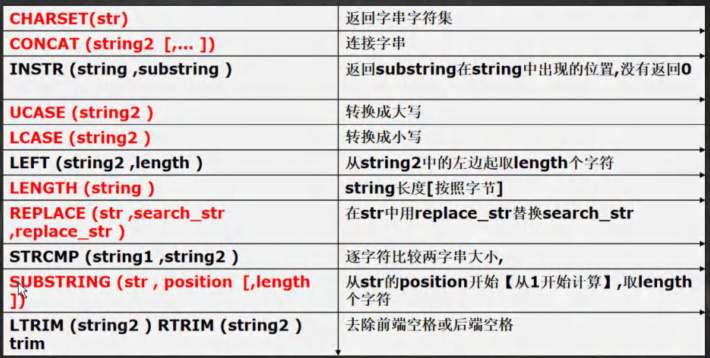 CHARSET(str) 返回字串字符集
CONCAT (string2 [,... ]) 连接字串
INSTR (string ,substring ) 返回substring在string中出现的位置,没有返回0
UCASE (string2 ) 转换成大写
LCASE (string2 ) 转换成小写
LEFT (string2 ,length ) 从string2中的左边起取length个字符
LENGTH (string ) string长度[按照字节]
REPLACE (str ,search_str
,replace_str ) 在str中用replace_str替换search_str
STRCMP (string1 ,string2 ) 逐字符比较两字串大小,
SUBSTRING (str , position [,length
]) 从str的position开始【从1开始计算】,取length
个字符
LTRIM (string2 ) RTRIM (string2 )
trim 去除前端空格或后端空格